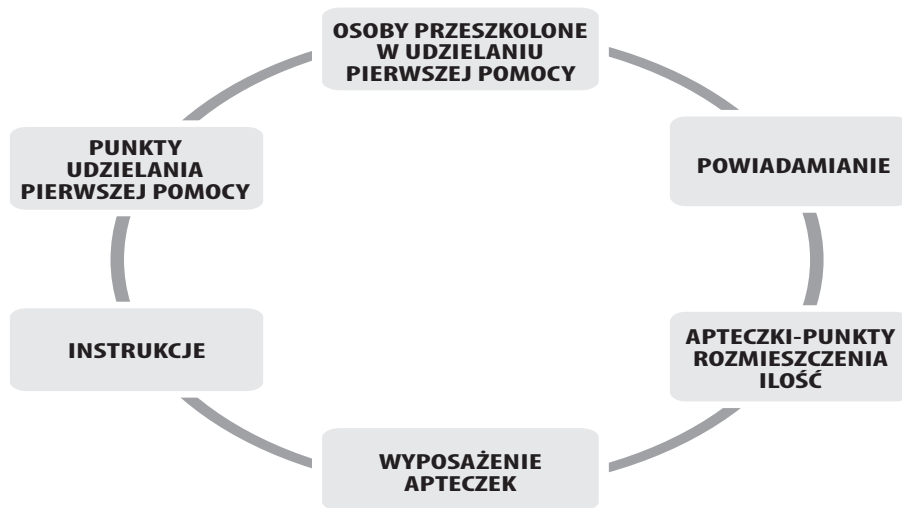 OSOBY PRZESZKOLONE
W UDZIELANIU
PIERWSZEJ POMOCY
POWIADAMIANIE
APTECZKI-PUNKTY
ROZMIESZCZENIA
ILOŚĆ
WYPOSAŻENIE
APTECZEK
INSTRUKCJE
PUNKTY
UDZIELANIA
PIERWSZEJ POMOCY